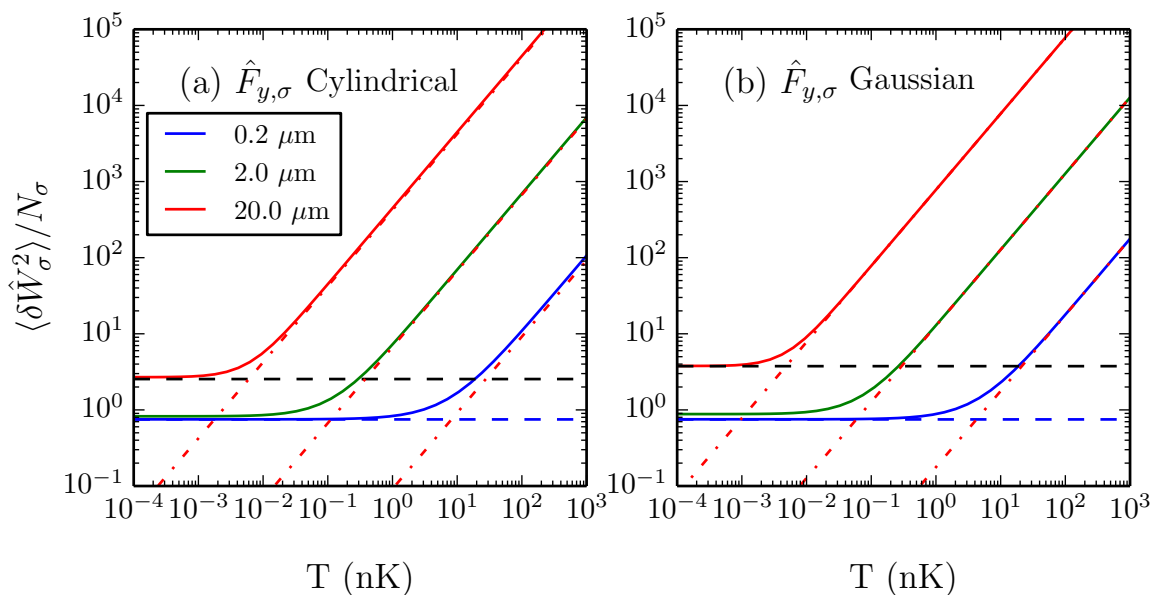 (a) F̂_{y,σ} Cylindrical
0.2 μm
2.0 μm
20.0 μm
⟨δŴ_σ^2⟩/N_σ
10^5
10^4
10^3
10^2
10^1
10^0
10^{-1}
10^{-4} 10^{-3} 10^{-2} 10^{-1} 10^0 10^1 10^2 10^3
T (nK)
(b) F̂_{y,σ} Gaussian
10^5
10^4
10^3
10^2
10^1
10^0
10^{-1}
10^{-4} 10^{-3} 10^{-2} 10^{-1} 10^0 10^1 10^2 10^3
T (nK)